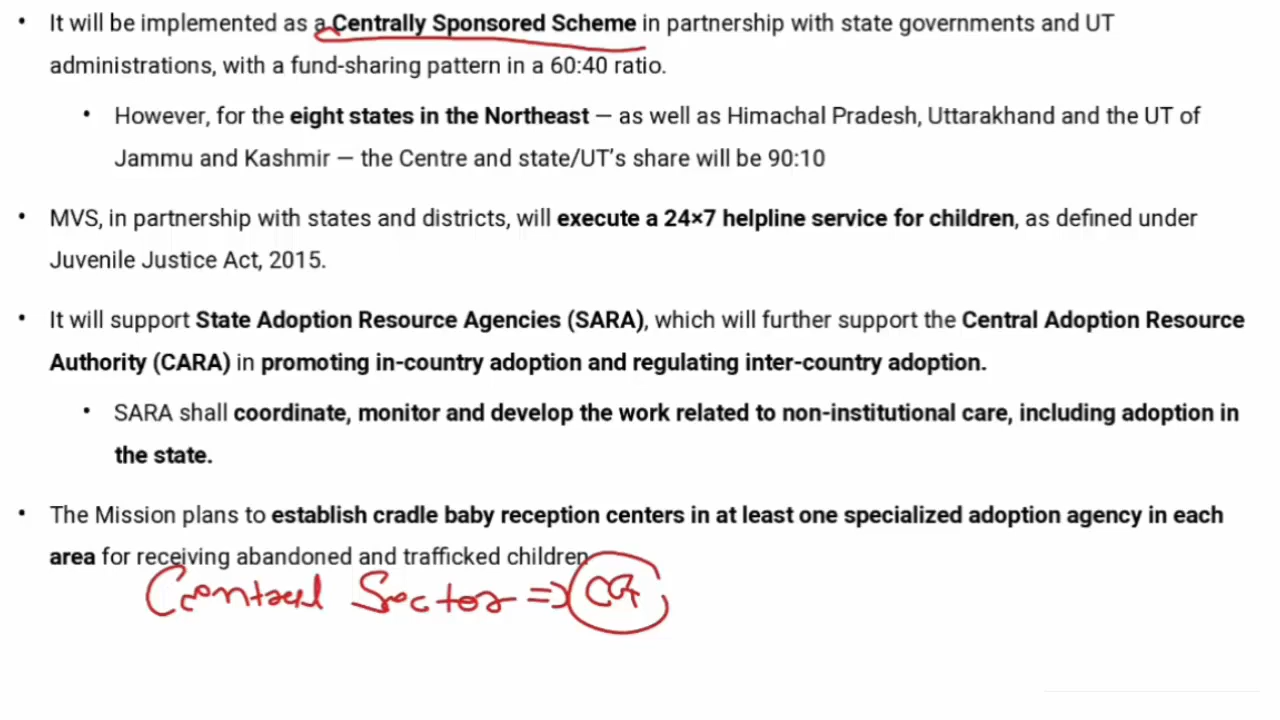 • It will be implemented as a Centrally Sponsored Scheme in partnership with state governments and UT
administrations, with a fund-sharing pattern in a 60:40 ratio.
• However, for the eight states in the Northeast — as well as Himachal Pradesh, Uttarakhand and the UT of
Jammu and Kashmir — the Centre and state/UT's share will be 90:10
• MVS, in partnership with states and districts, will execute a 24×7 helpline service for children, as defined under
Juvenile Justice Act, 2015.
• It will support State Adoption Resource Agencies (SARA), which will further support the Central Adoption Resource
Authority (CARA) in promoting in-country adoption and regulating inter-country adoption.
• SARA shall coordinate, monitor and develop the work related to non-institutional care, including adoption in
the state.
• The Mission plans to establish cradle baby reception centers in at least one specialized adoption agency in each
area for receiving abandoned and trafficked children
Central Sector => CG